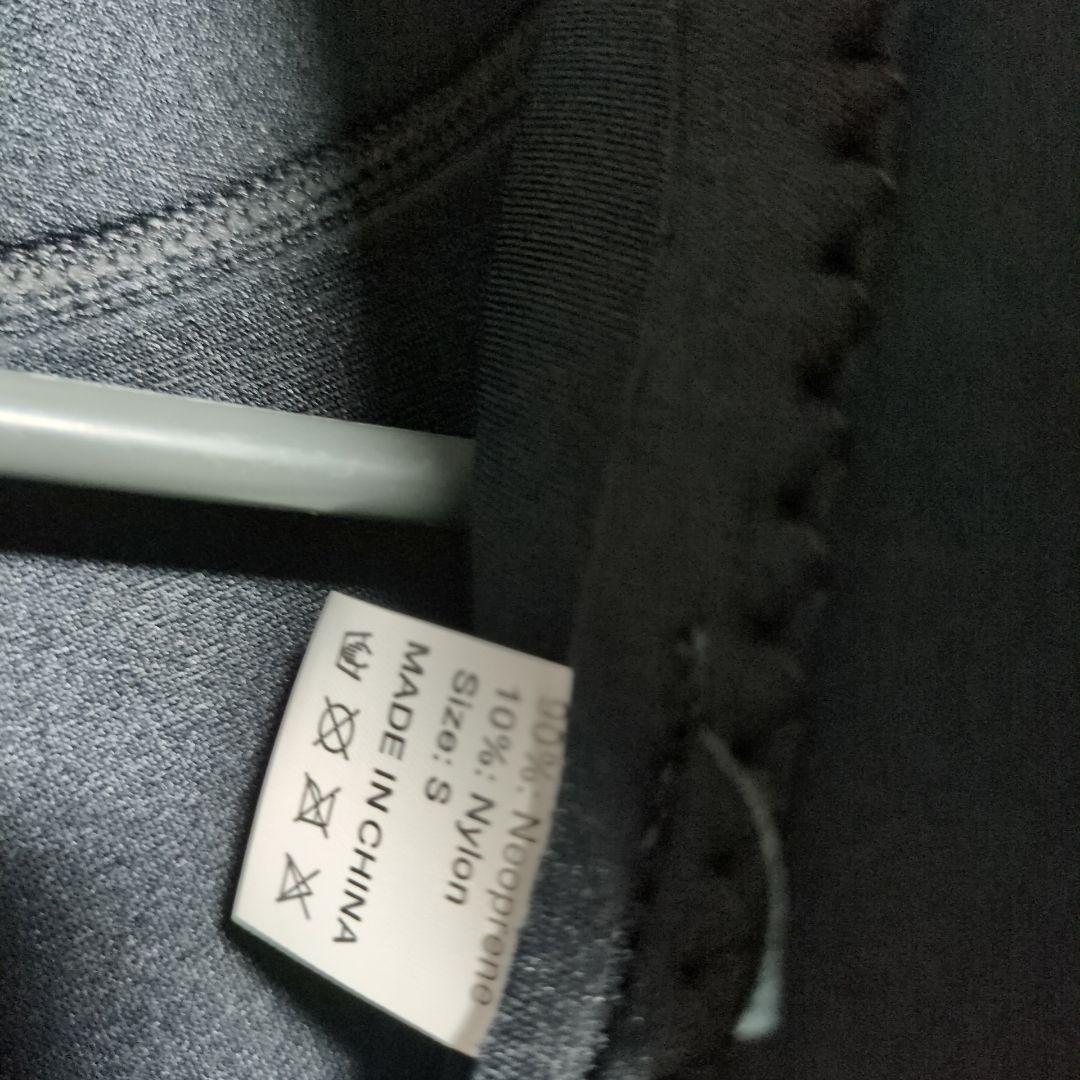 90%: Nooprene
10%: Nylon
Size: S
MADE IN CHINA